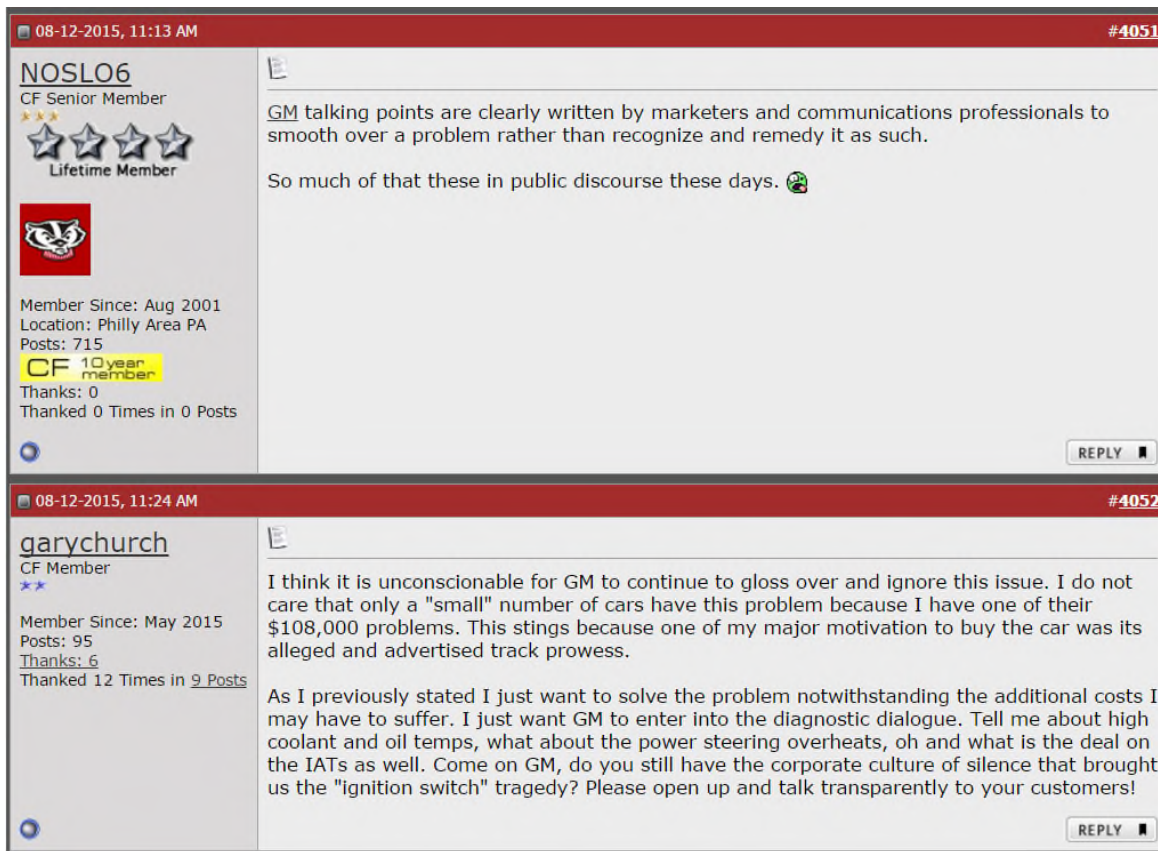 08-12-2015, 11:13 AM #4051
NOSLO6
CF Senior Member
Lifetime Member
Member Since: Aug 2001
Location: Philly Area PA
Posts: 715
CF 10 year member
Thanks: 0
Thanked 0 Times in 0 Posts
GM talking points are clearly written by marketers and communications professionals to
smooth over a problem rather than recognize and remedy it as such.
So much of that these in public discourse these days.
REPLY
08-12-2015, 11:24 AM #4052
garychurch
CF Member
Member Since: May 2015
Posts: 95
Thanks: 6
Thanked 12 Times in 9 Posts
I think it is unconscionable for GM to continue to gloss over and ignore this issue. I do not
care that only a "small" number of cars have this problem because I have one of their
$108,000 problems. This stings because one of my major motivation to buy the car was its
alleged and advertised track prowess.
As I previously stated I just want to solve the problem notwithstanding the additional costs I
may have to suffer. I just want GM to enter into the diagnostic dialogue. Tell me about high
coolant and oil temps, what about the power steering overheats, oh and what is the deal on
the IATs as well. Come on GM, do you still have the corporate culture of silence that brought
us the "ignition switch" tragedy? Please open up and talk transparently to your customers!
REPLY